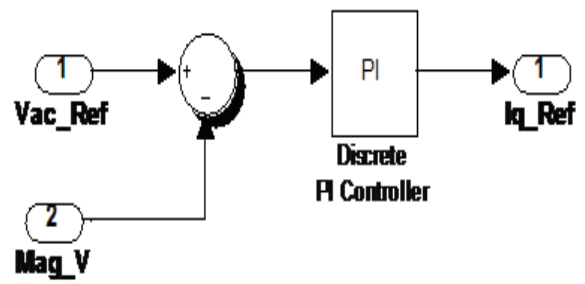 1
Vac_Ref
+
−
PI
Discrete
PI Controller
1
Iq_Ref
2
Mag_V